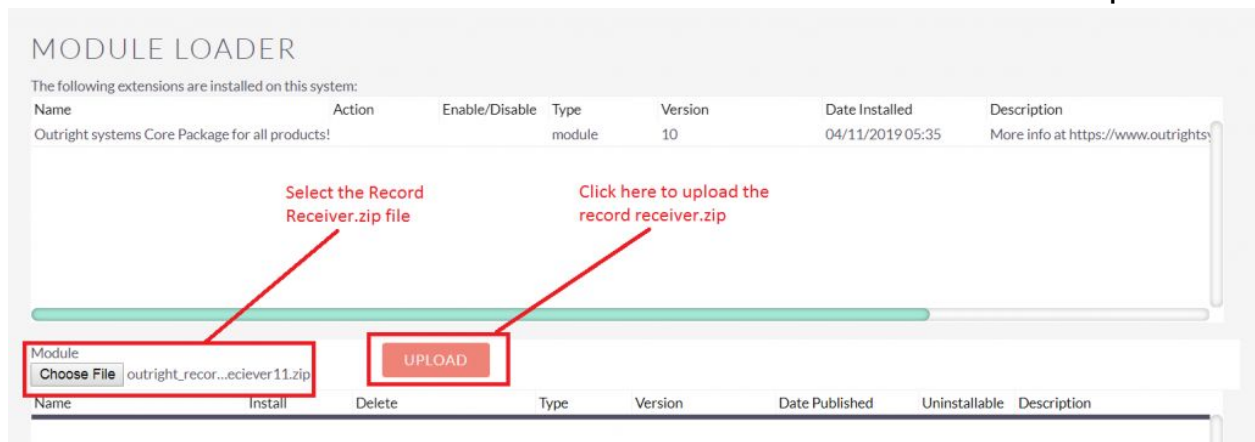 MODULE LOADER
The following extensions are installed on this system:
Name Action Enable/Disable Type Version Date Installed Description
Outright systems Core Package for all products! module 10 04/11/2019 05:35 More info at https://www.outrightsy
Select the Record
Receiver.zip file
Click here to upload the
record receiver.zip
Module
Choose File outright_recor...eciever11.zip
UPLOAD
Name Install Delete Type Version Date Published Uninstallable Description